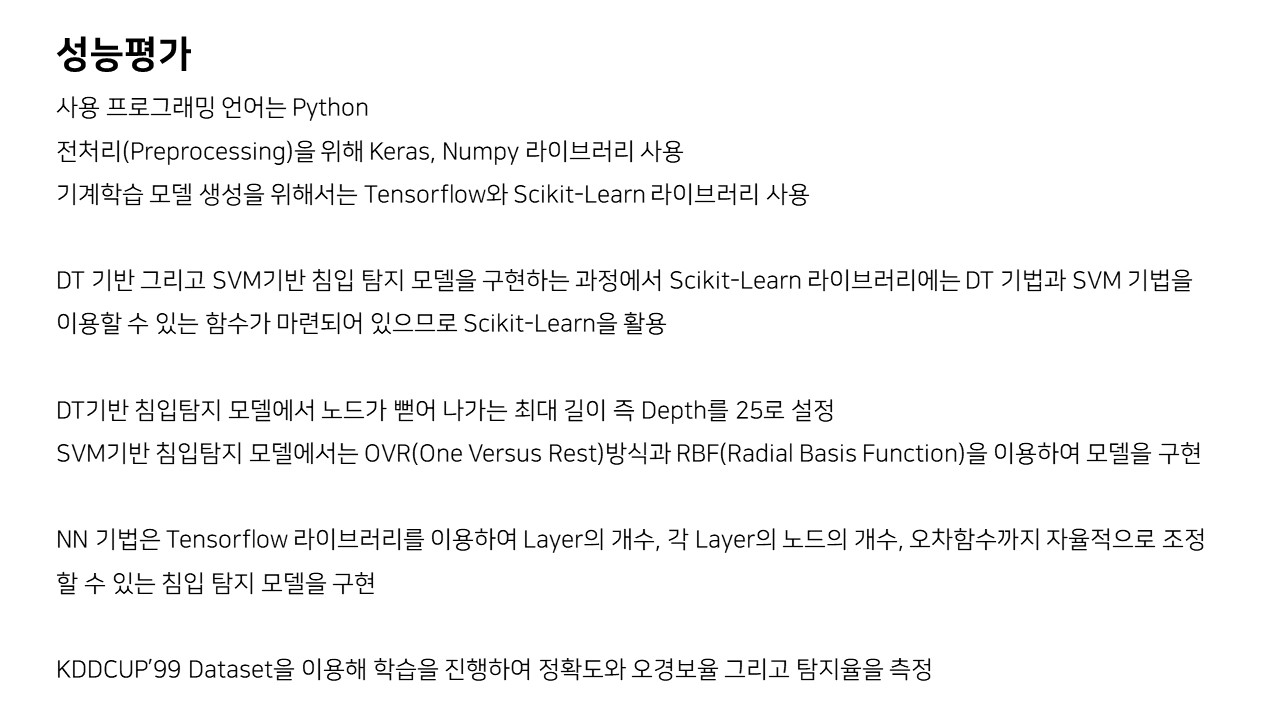 성능평가
사용 프로그래밍 언어는 Python
전처리(Preprocessing)을 위해 Keras, Numpy 라이브러리 사용
기계학습 모델 생성을 위해서는 Tensorflow와 Scikit-Learn 라이브러리 사용
DT 기반 그리고 SVM기반 침입 탐지 모델을 구현하는 과정에서 Scikit-Learn 라이브러리에는 DT 기법과 SVM 기법을
이용할 수 있는 함수가 마련되어 있으므로 Scikit-Learn을 활용
DT기반 침입탐지 모델에서 노드가 뻗어 나가는 최대 길이 즉 Depth를 25로 설정
SVM기반 침입탐지 모델에서는 OVR(One Versus Rest)방식과 RBF(Radial Basis Function)을 이용하여 모델을 구현
NN 기법은 Tensorflow 라이브러리를 이용하여 Layer의 개수, 각 Layer의 노드의 개수, 오차함수까지 자율적으로 조정
할 수 있는 침입 탐지 모델을 구현
KDDCUP’99 Dataset을 이용해 학습을 진행하여 정확도와 오경보율 그리고 탐지율을 측정